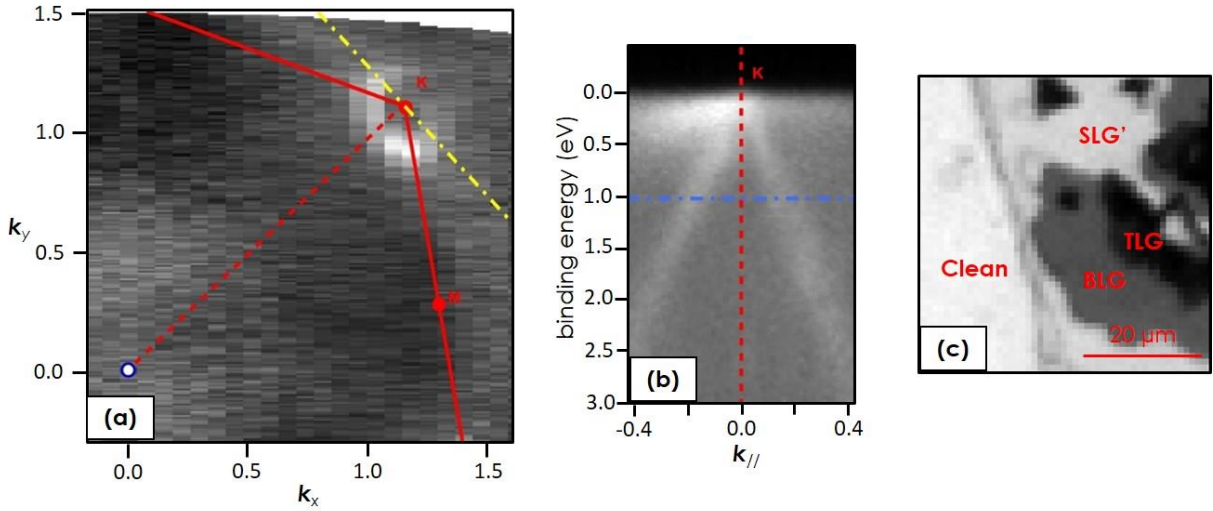 1.5
1.0
0.5
0.0
k_y
K
M
(a)
0.0 0.5 1.0 1.5
k_x
K
0.0
0.5
1.0
1.5
2.0
2.5
3.0
binding energy (eV)
(b)
-0.4 0.0 0.4
k_//
SLG'
TLG
Clean
BLG
20 µm
(c)